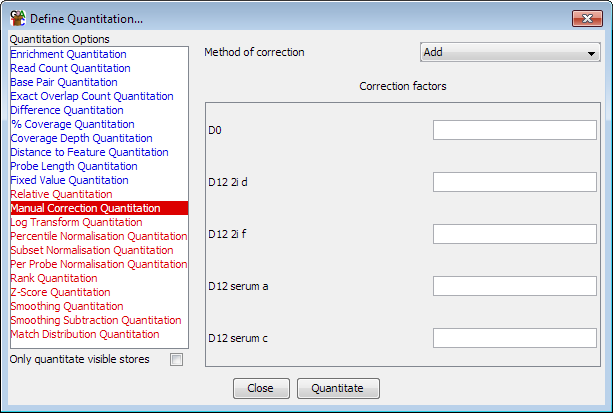 Define Quantitation...
Quantitation Options
Enrichment Quantitation
Read Count Quantitation
Base Pair Quantitation
Exact Overlap Count Quantitation
Difference Quantitation
% Coverage Quantitation
Coverage Depth Quantitation
Distance to Feature Quantitation
Probe Length Quantitation
Fixed Value Quantitation
Relative Quantitation
Manual Correction Quantitation
Log Transform Quantitation
Percentile Normalisation Quantitation
Subset Normalisation Quantitation
Per Probe Normalisation Quantitation
Rank Quantitation
Z-Score Quantitation
Smoothing Quantitation
Smoothing Subtraction Quantitation
Match Distribution Quantitation
Only quantitate visible stores
Method of correction Add
Correction factors
D0
D12 2i d
D12 2i f
D12 serum a
D12 serum c
Close Quantitate